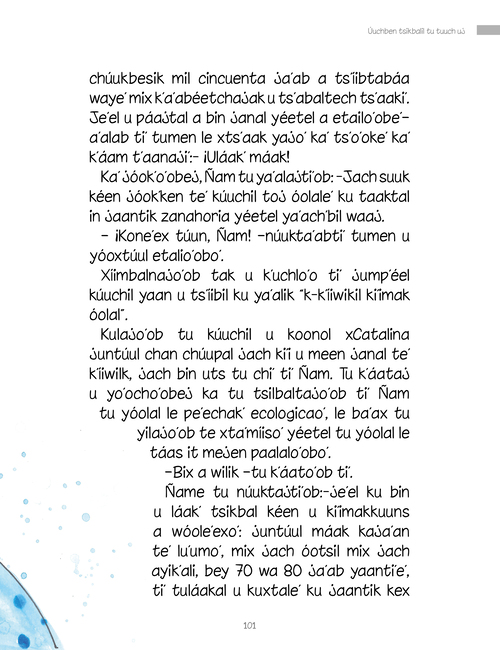 Úuchben tsikbalil tu tuuch uj
chúukbesik mil cincuenta ja'ab a ts'íibtabáa
waye' mix k'a'abéetchajak u ts'abaltech ts'aaki'.
Je'el u páajtal a bin janal yéetel a etailo'obe'–
a'alab ti' tumen le xts'aak yajo' ka' ts'o'oke' ka'
k'áam t'aanaji':- ¡Uláak' máak!
Ka' jóok'o'obej, Ñam tu ya'alajti'ob: -Jach suuk
kéen jóok'ken te' kúuchil toj óolale' ku taaktal
in jaantik zanahoria yéetel ya'ach'bil waaj.
– ¡Kone'ex túun, Ñam! –núukta'abti' tumen u
yóoxtúul etalio'obo'.
Xíimbalnajo'ob tak u k'uchlo'o ti' jump'éel
kúuchil yaan u ts'íibil ku ya'alik "k-k'íiwikil ki'imak
óolal".
Kulajo'ob tu kúuchil u koonol xCatalina
juntúul chan chúupal jach ki'i u meen janal te'
k'íiwilk, jach bin uts tu chi' ti' Ñam. Tu k'áataj
u yo'ocho'obej ka tu tsilbaltajo'ob ti' Ñam
tu yóolal le pe'echak' ecologicao', le ba'ax tu
yilajo'ob te xta'míiso' yéetel tu yóolal le
táas it mejen paalalo'obo'.
–Bix a wilik –tu k'áato'ob ti'.
Ñame tu núuktajti'ob:-je'el ku bin
u láak' tsikbal kéen u ki'imakkuuns
a wóole'exo': juntúul máak kaja'an
te' lu'umo', mix jach óotsil mix jach
ayik'ali, bey 70 wa 80 ja'ab yaanti'e',
ti' tuláakal u kuxtale' ku jaantik kex
101